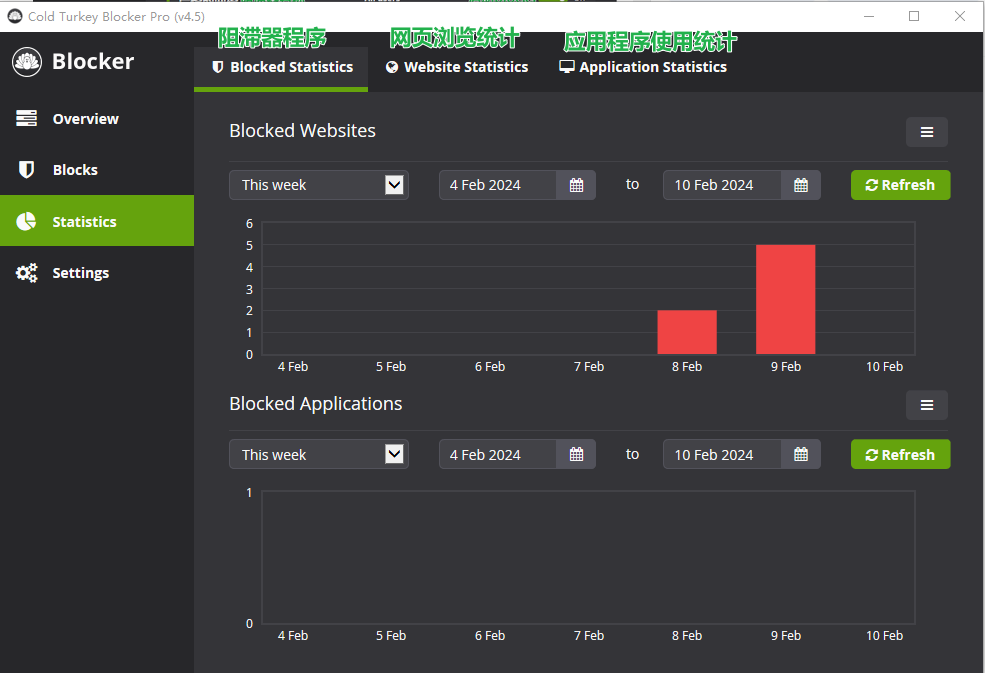 Cold Turkey Blocker Pro (v4.5)
阻滞器程序 网页浏览统计 应用程序使用统计
Blocker
Blocked Statistics Website Statistics Application Statistics
Overview
Blocks
Statistics
Settings
Blocked Websites
This week 4 Feb 2024 to 10 Feb 2024 Refresh
6
5
4
3
2
1
0
4 Feb 5 Feb 6 Feb 7 Feb 8 Feb 9 Feb 10 Feb
Blocked Applications
This week 4 Feb 2024 to 10 Feb 2024 Refresh
1
0
4 Feb 5 Feb 6 Feb 7 Feb 8 Feb 9 Feb 10 Feb